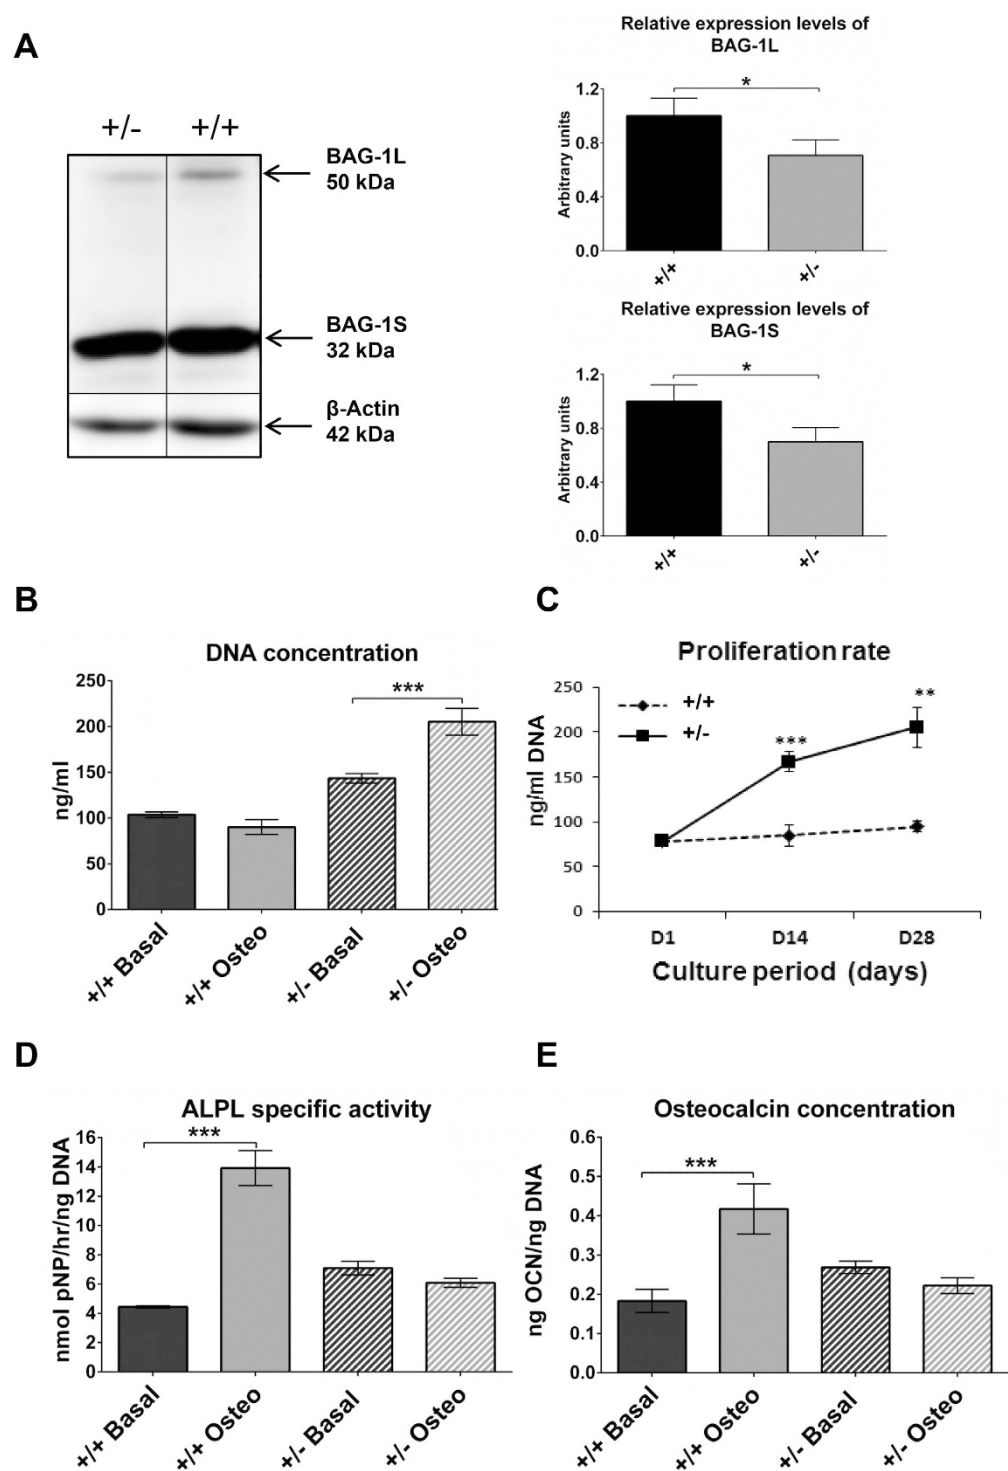 A
+/-
+/+
BAG-1L
50 kDa
BAG-1S
32 kDa
β-Actin
42 kDa
Relative expression levels of
BAG-1L
Arbitrary units
1.2
0.8
0.4
0.0
*
+/+
+/-
Relative expression levels of
BAG-1S
Arbitrary units
1.2
0.8
0.4
0.0
*
+/+
+/-
B
DNA concentration
ng/ml
250
200
150
100
50
0
***
+/+ Basal
+/+ Osteo
+/- Basal
+/- Osteo
C
Proliferation rate
ng/ml DNA
250
200
150
100
50
0
+/+
+/-
***
**
D1
D14
D28
Culture period (days)
D
ALPL specific activity
nmol pNP/hr/ng DNA
16
14
12
10
8
6
4
2
0
***
+/+ Basal
+/+ Osteo
+/- Basal
+/- Osteo
E
Osteocalcin concentration
ng OCN/ng DNA
0.6
0.5
0.4
0.3
0.2
0.1
0.0
***
+/+ Basal
+/+ Osteo
+/- Basal
+/- Osteo